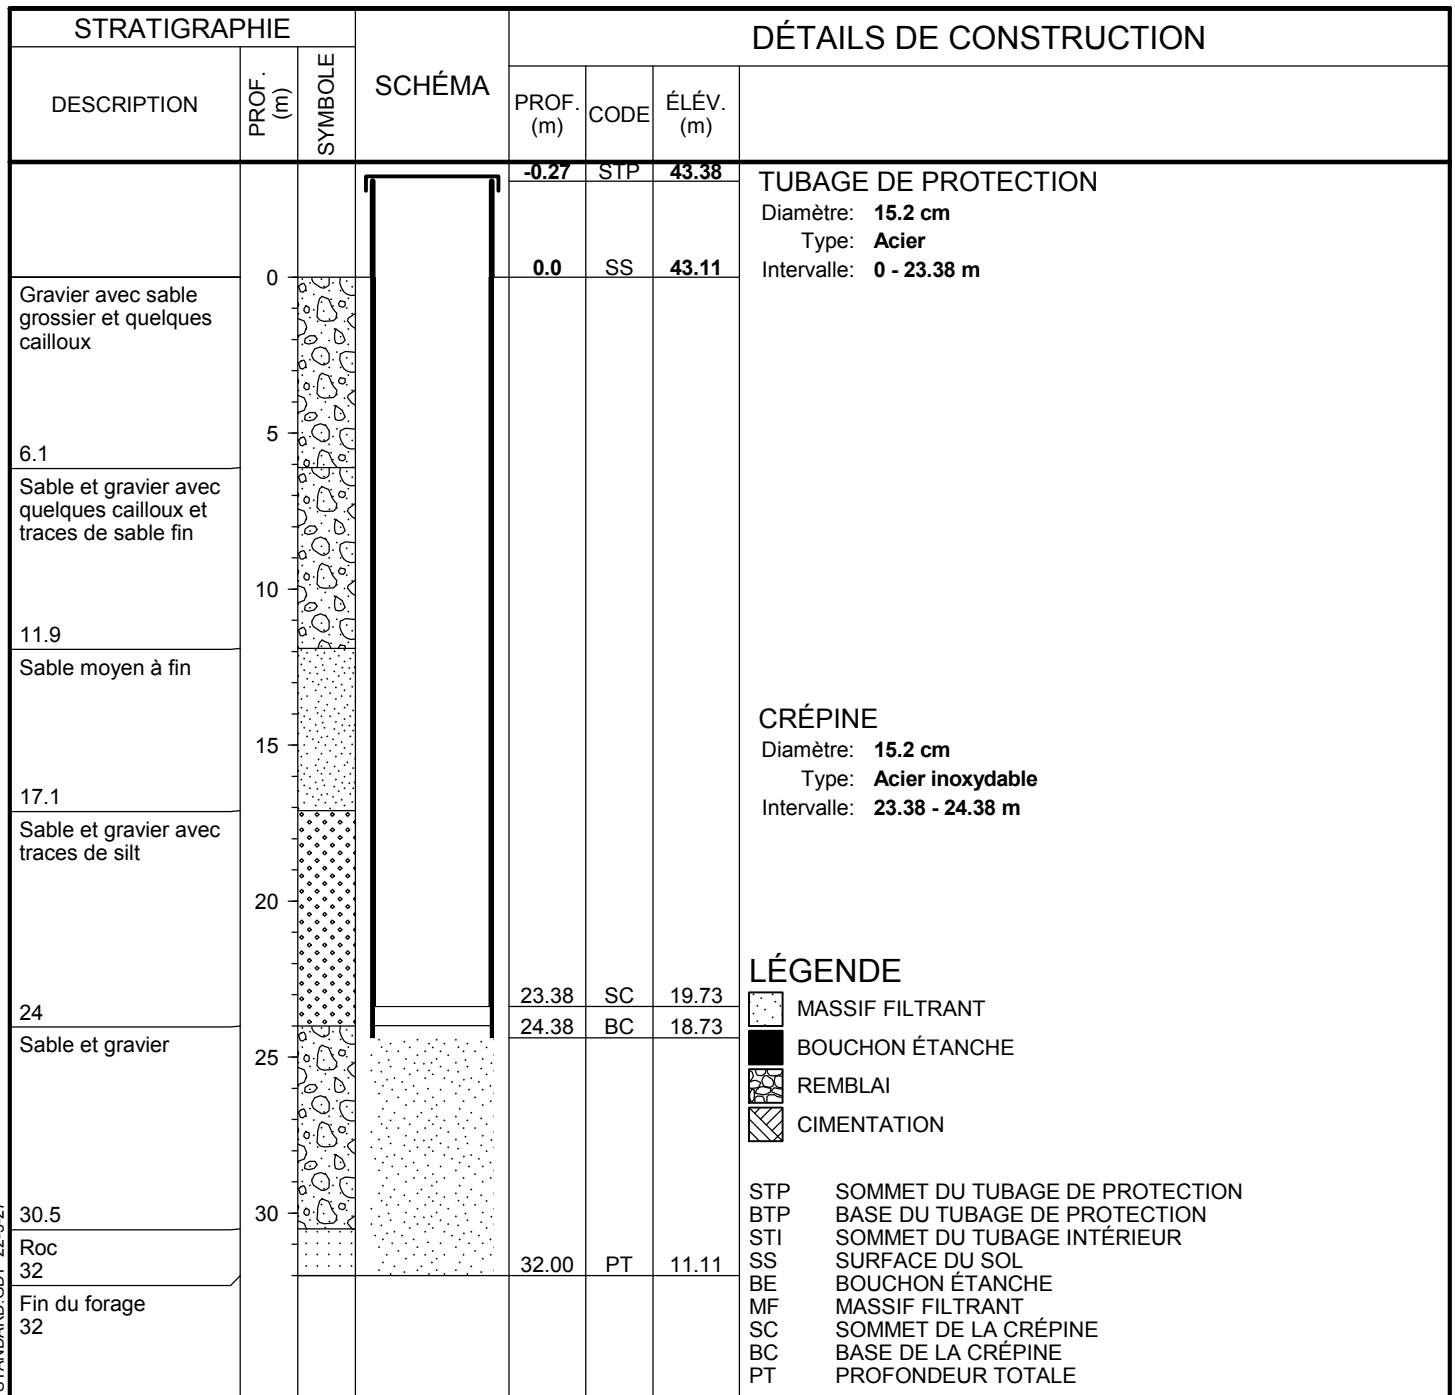 STRATIGRAPHIE
DESCRIPTION
PROF. (m)
SYMBOLE
SCHÉMA
DÉTAILS DE CONSTRUCTION
PROF. (m)
CODE
ÉLÉV. (m)
-0.27 STP 43.38
TUBAGE DE PROTECTION
Diamètre: 15.2 cm
Type: Acier
Intervalle: 0 - 23.38 m
0
0.0 SS 43.11
Gravier avec sable
grossier et quelques
cailloux
5
6.1
Sable et gravier avec
quelques cailloux et
traces de sable fin
10
11.9
Sable moyen à fin
15
17.1
CRÉPINE
Diamètre: 15.2 cm
Type: Acier inoxydable
Intervalle: 23.38 - 24.38 m
Sable et gravier avec
traces de silt
20
24
23.38 SC 19.73
24.38 BC 18.73
Sable et gravier
25
30
30.5
Roc
32
32.00 PT 11.11
Fin du forage
32
LÉGENDE
MASSIF FILTRANT
BOUCHON ÉTANCHE
REMBLAI
CIMENTATION
STP SOMMET DU TUBAGE DE PROTECTION
BTP BASE DU TUBAGE DE PROTECTION
STI SOMMET DU TUBAGE INTÉRIEUR
SS SURFACE DU SOL
BE BOUCHON ÉTANCHE
MF MASSIF FILTRANT
SC SOMMET DE LA CRÉPINE
BC BASE DE LA CRÉPINE
PT PROFONDEUR TOTALE